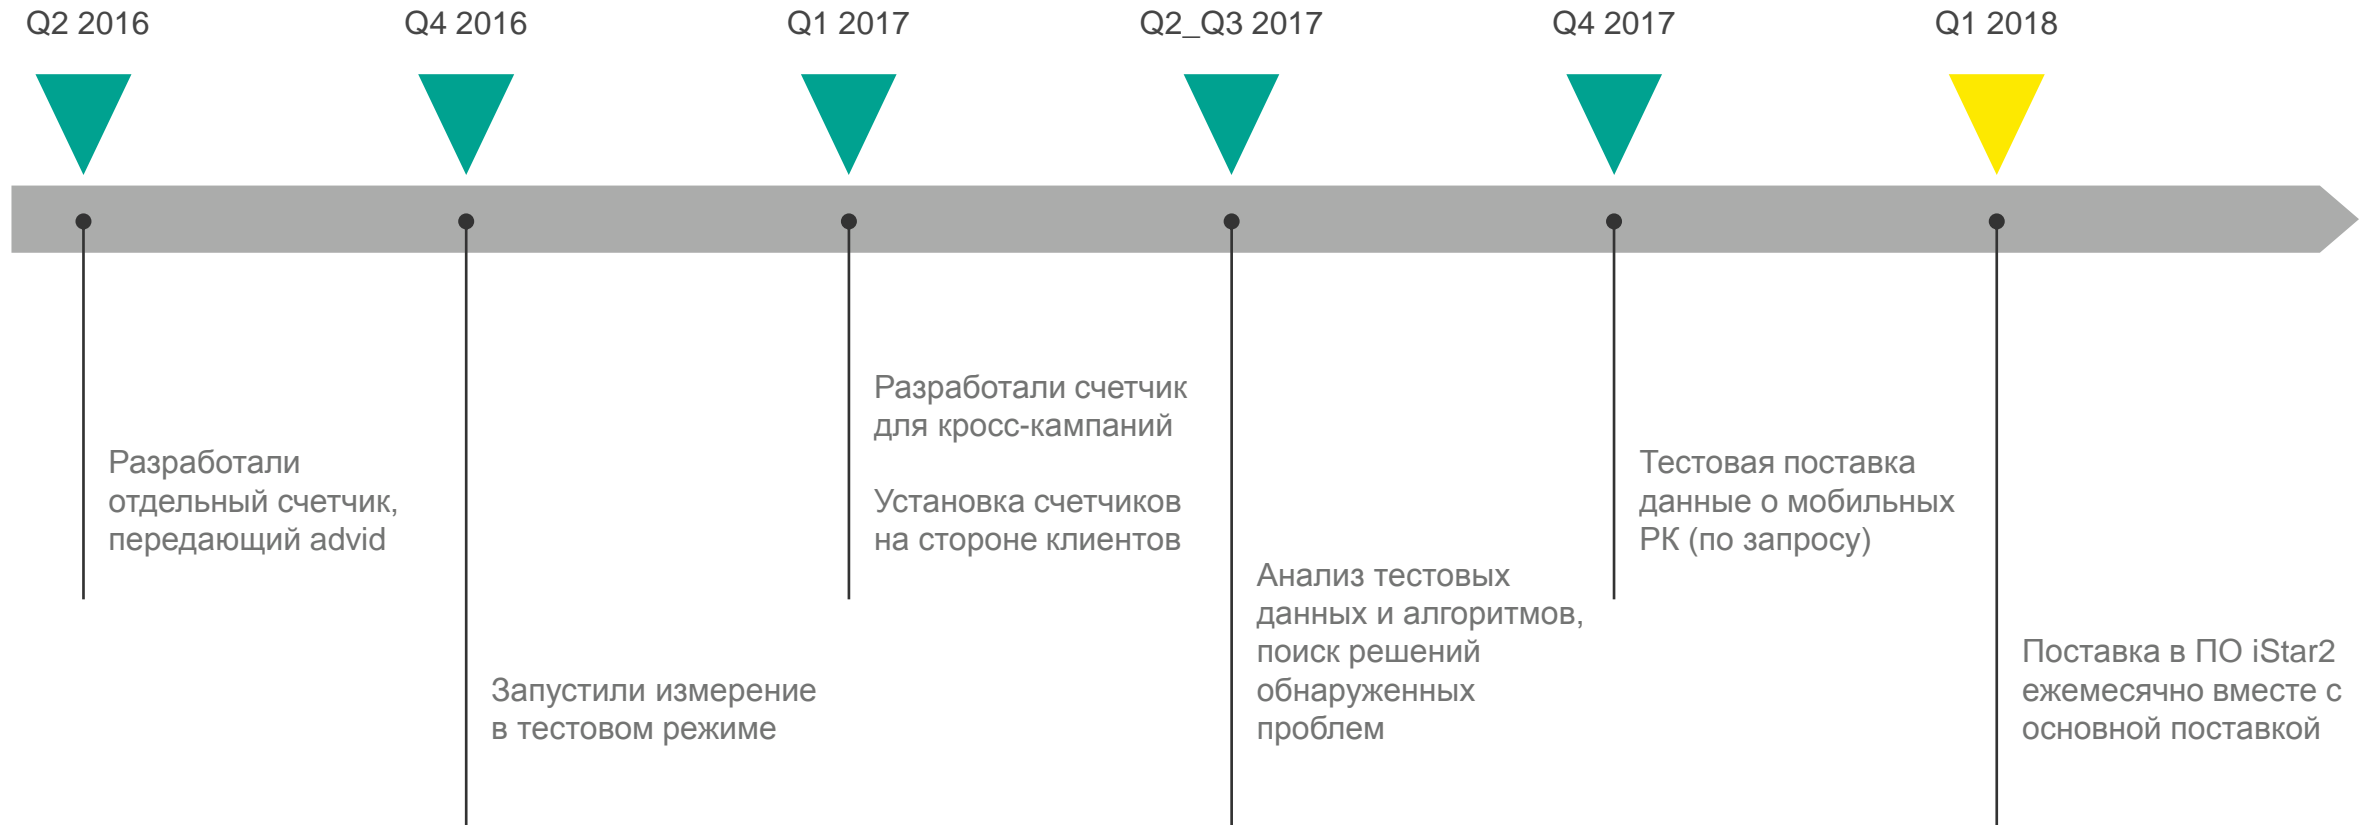 Q2 2016
Q4 2016
Q1 2017
Q2_Q3 2017
Q4 2017
Q1 2018
Разработали
отдельный счетчик,
передающий advid
Запустили измерение
в тестовом режиме
Разработали счетчик
для кросс-кампаний
Установка счетчиков
на стороне клиентов
Анализ тестовых
данных и алгоритмов,
поиск решений
обнаруженных
проблем
Тестовая поставка
данные о мобильных
РК (по запросу)
Поставка в ПО iStar2
ежемесячно вместе с
основной поставкой